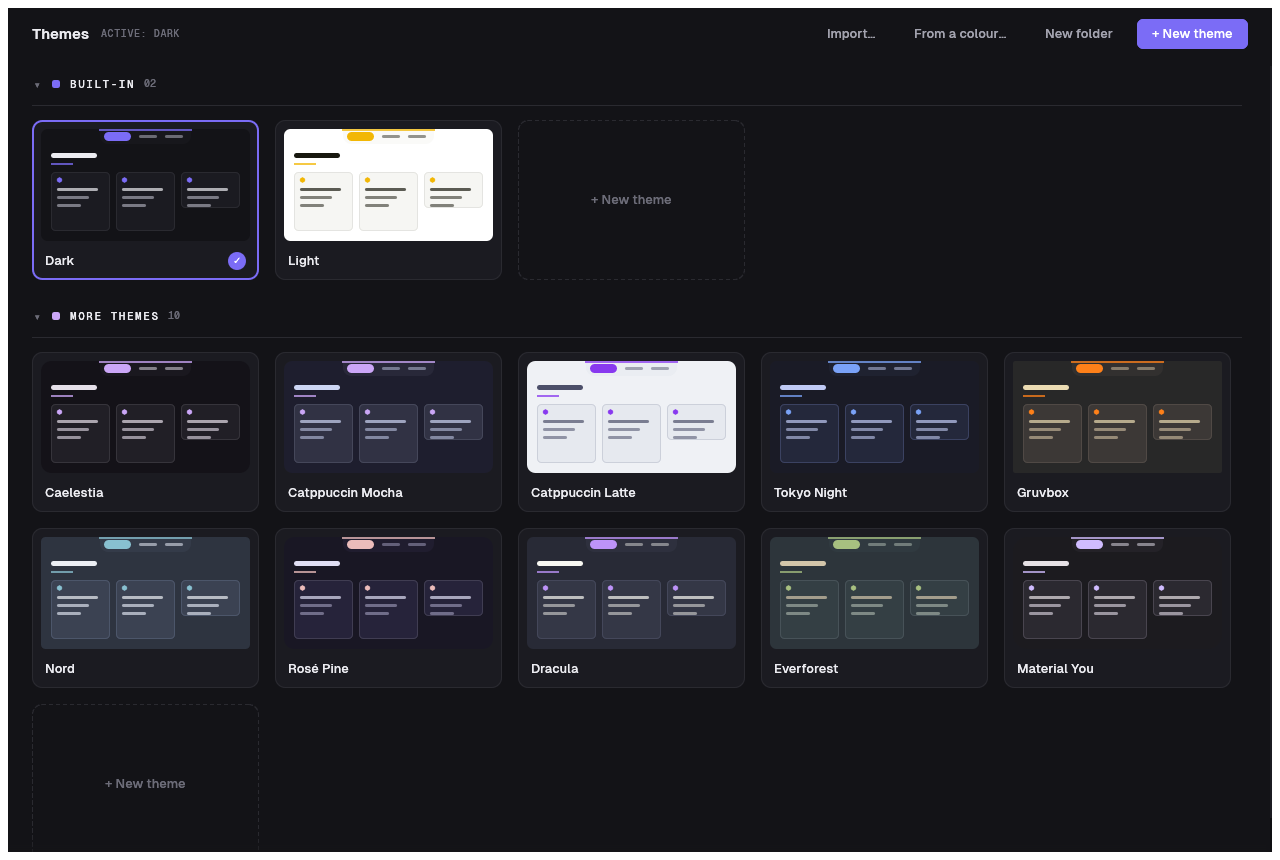 Themes ACTIVE: DARK Import… From a colour… New folder + New theme
▾ BUILT-IN 02
Dark ✓ Light + New theme
▾ MORE THEMES 10
Caelestia Catppuccin Mocha Catppuccin Latte Tokyo Night Gruvbox
Nord Rosé Pine Dracula Everforest Material You
+ New theme